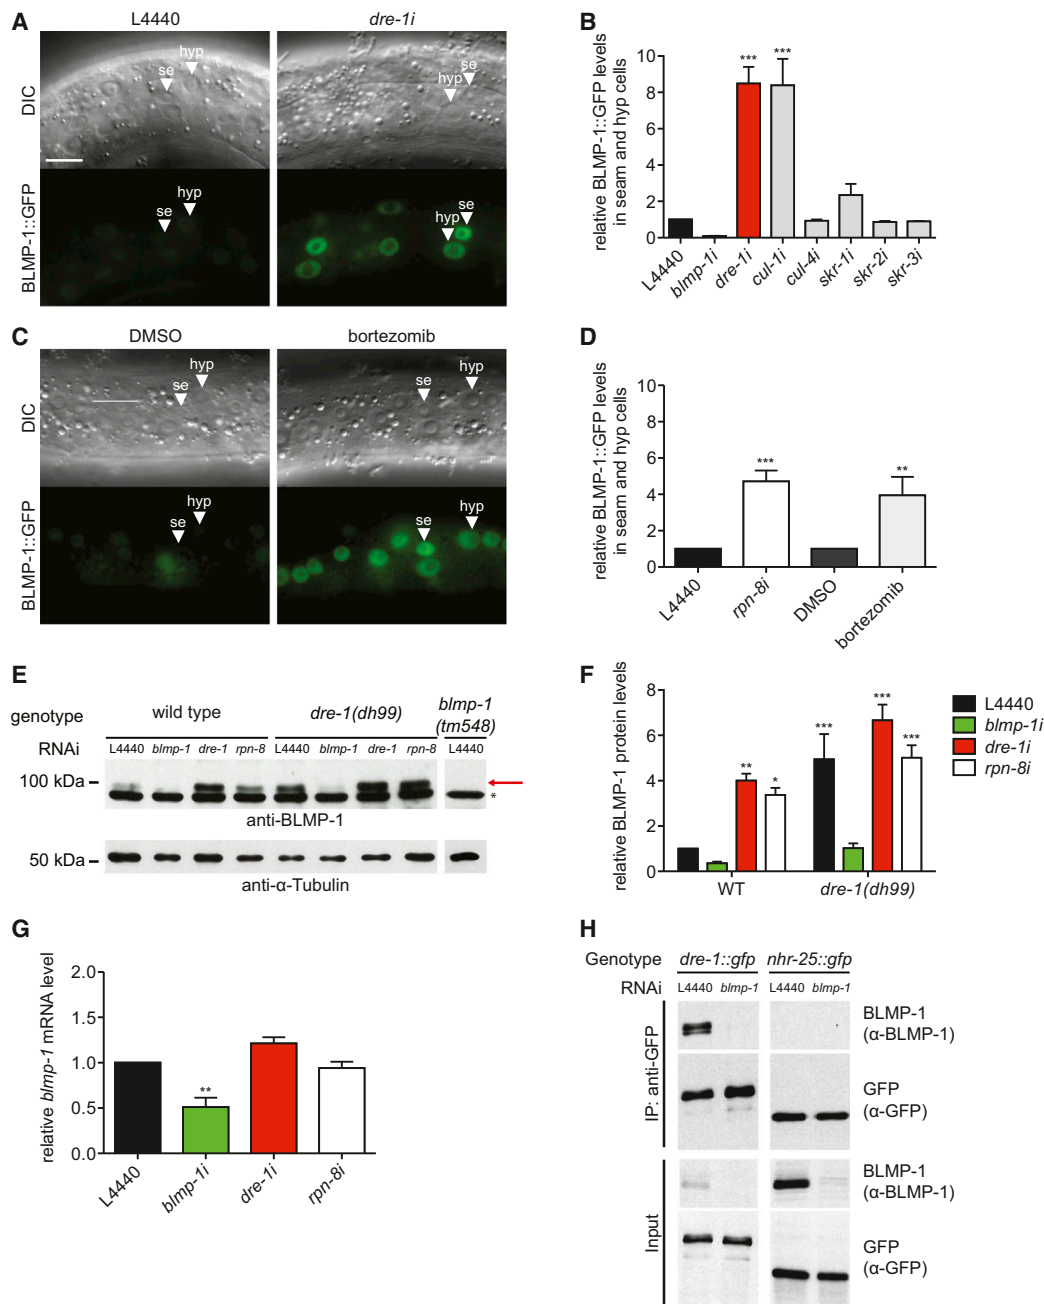 A
L4440
dre-1i
DIC
hyp
se
se
hyp
BLMP-1::GFP
hyp
se
se
hyp
B
relative BLMP-1::GFP levels
in seam and hyp cells
10
8
6
4
2
0
***
***
L4440
blmp-1i
dre-1i
cul-1i
cul-4i
skr-1i
skr-2i
skr-3i
C
DMSO
bortezomib
DIC
hyp
se
se
hyp
BLMP-1::GFP
hyp
se
se
hyp
D
relative BLMP-1::GFP levels
in seam and hyp cells
10
8
6
4
2
0
***
**
L4440
rpn-8i
DMSO
bortezomib
E
genotype
wild type
dre-1(dh99)
blmp-1
(tm548)
RNAi
L4440 blmp-1 dre-1 rpn-8 L4440 blmp-1 dre-1 rpn-8 L4440
100 kDa
*
anti-BLMP-1
50 kDa
anti-α-Tubulin
F
relative BLMP-1 protein levels
8
6
4
2
0
**
*
***
***
***
WT
dre-1(dh99)
L4440
blmp-1i
dre-1i
rpn-8i
G
relative blmp-1 mRNA level
2.0
1.5
1.0
0.5
0.0
**
L4440
blmp-1i
dre-1i
rpn-8i
H
Genotype dre-1::gfp nhr-25::gfp
RNAi L4440 blmp-1 L4440 blmp-1
IP: anti-GFP
BLMP-1
(α-BLMP-1)
GFP
(α-GFP)
Input
BLMP-1
(α-BLMP-1)
GFP
(α-GFP)